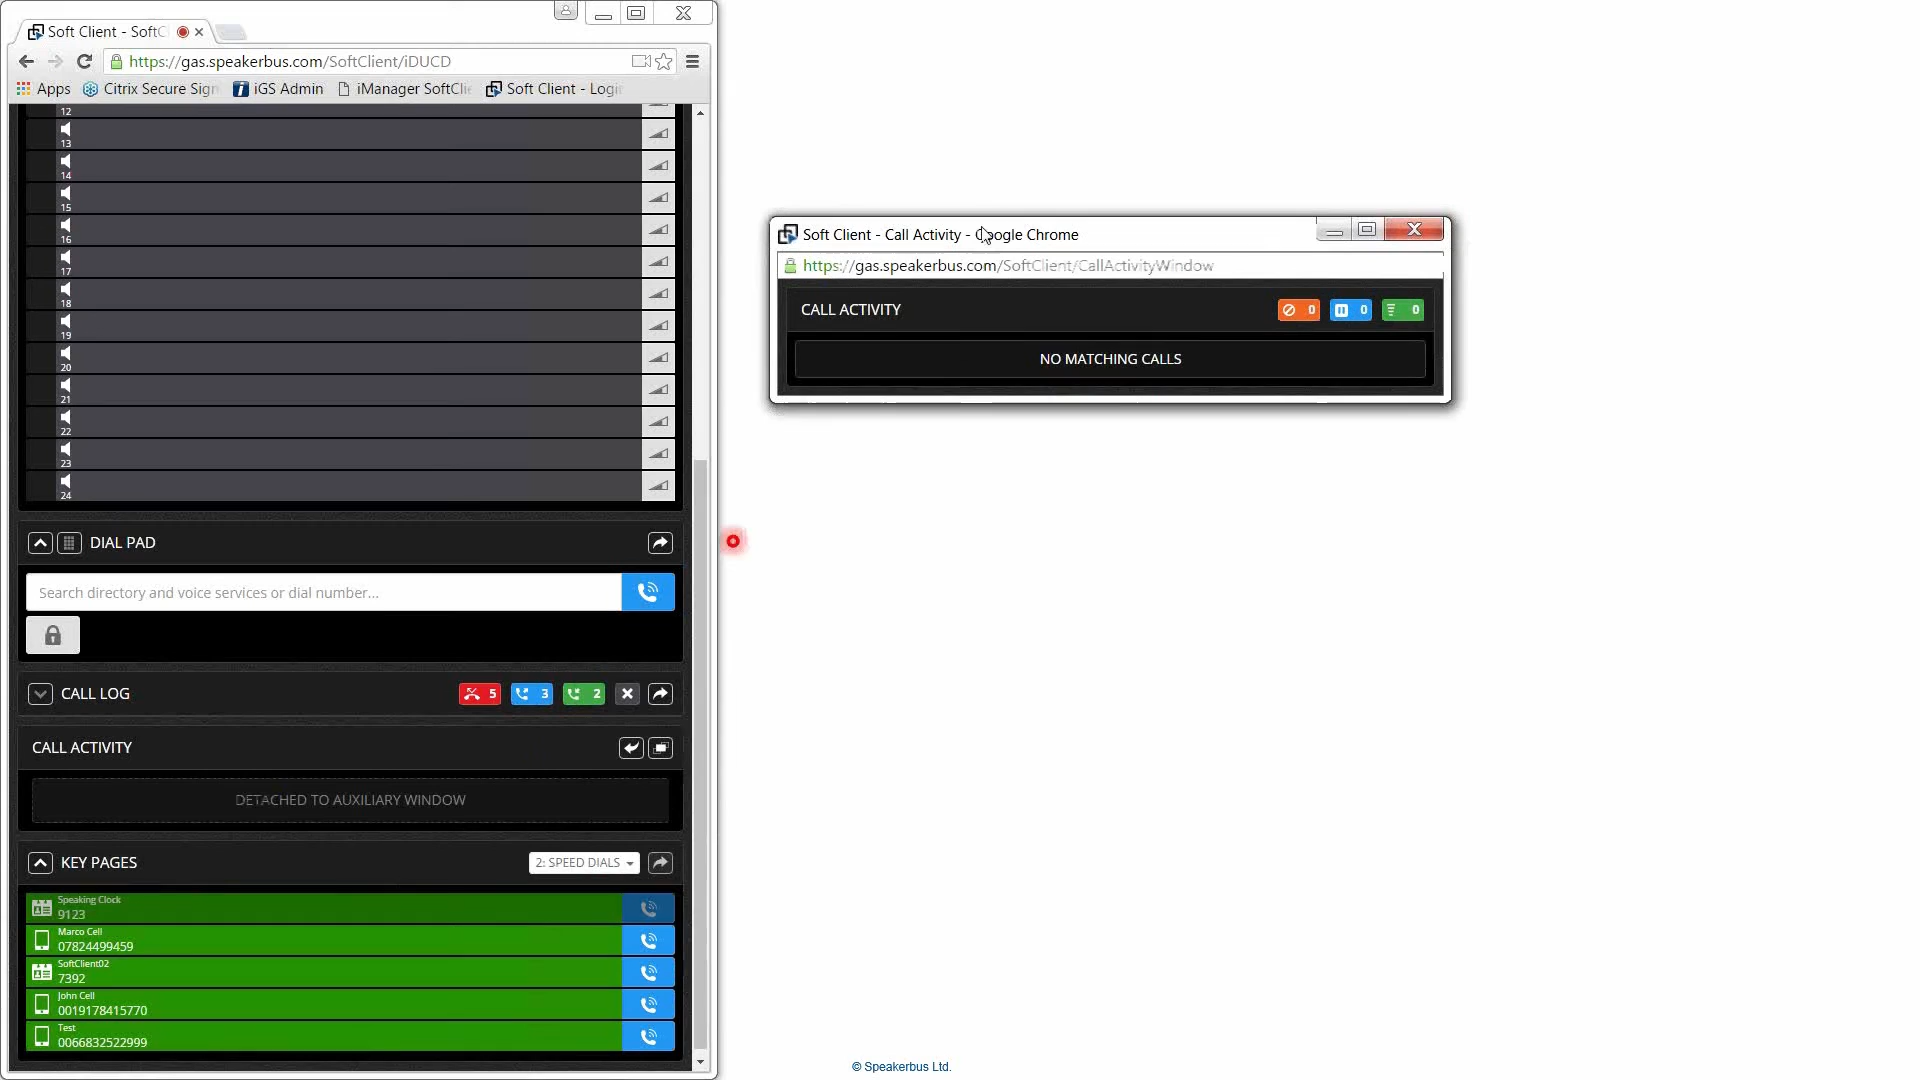 Soft Client - SoftC
https://gas.speakerbus.com/SoftClient/iDUCD
Apps
Citrix Secure Sign
iGS Admin
iManager SoftClie
Soft Client - Login
12
13
14
15
16
17
18
19
20
21
22
23
24
DIAL PAD
Search directory and voice services or dial number...
CALL LOG
5
3
2
CALL ACTIVITY
DETACHED TO AUXILIARY WINDOW
KEY PAGES
2: SPEED DIALS
Speaking Clock
9123
Marco Cell
07824499459
SoftClient02
7392
John Cell
0019178415770
Test
0066832522999
Soft Client - Call Activity - Google Chrome
https://gas.speakerbus.com/SoftClient/CallActivityWindow
CALL ACTIVITY
0
0
0
NO MATCHING CALLS
© Speakerbus Ltd.